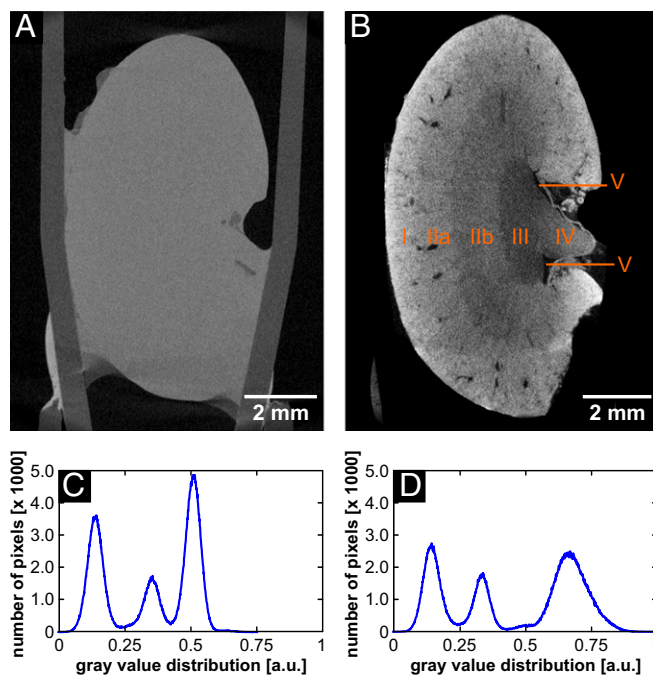 A
B
V
I IIa IIb III IV
V
2 mm
2 mm
C
D
5.0
4.0
3.0
2.0
1.0
0
0
0.25
0.5
0.75
1
number of pixels [x 1000]
gray value distribution [a.u.]
5.0
4.0
3.0
2.0
1.0
0
0
0.25
0.5
0.75
number of pixels [x 1000]
gray value distribution [a.u.]